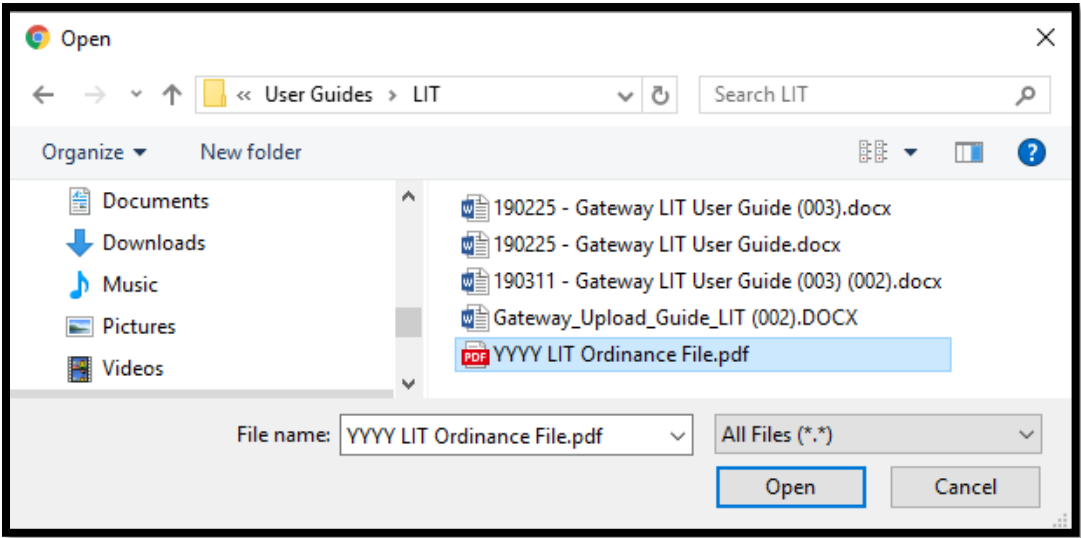 Open
« User Guides > LIT
Search LIT
Organize
New folder
Documents
Downloads
Music
Pictures
Videos
190225 - Gateway LIT User Guide (003).docx
190225 - Gateway LIT User Guide.docx
190311 - Gateway LIT User Guide (003) (002).docx
Gateway_Upload_Guide_LIT (002).DOCX
PDF YYYY LIT Ordinance File.pdf
File name: YYYY LIT Ordinance File.pdf
All Files (*.*)
Open
Cancel